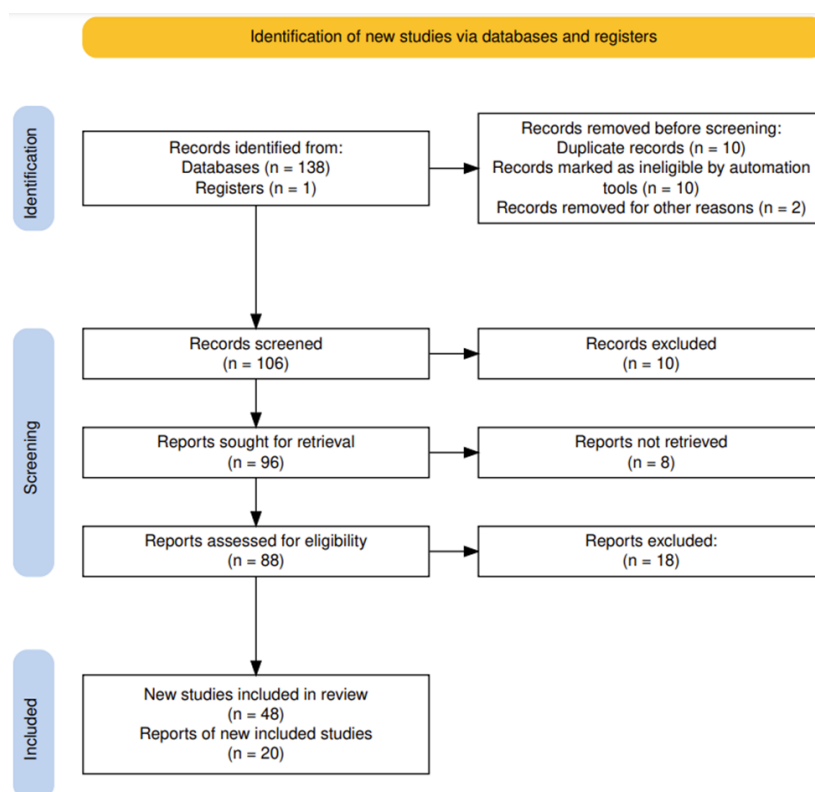 Identification of new studies via databases and registers
Identification
Records identified from:
Databases (n = 138)
Registers (n = 1)
Records removed before screening:
Duplicate records (n = 10)
Records marked as ineligible by automation
tools (n = 10)
Records removed for other reasons (n = 2)
Screening
Records screened
(n = 106)
Records excluded
(n = 10)
Reports sought for retrieval
(n = 96)
Reports not retrieved
(n = 8)
Reports assessed for eligibility
(n = 88)
Reports excluded:
(n = 18)
Included
New studies included in review
(n = 48)
Reports of new included studies
(n = 20)